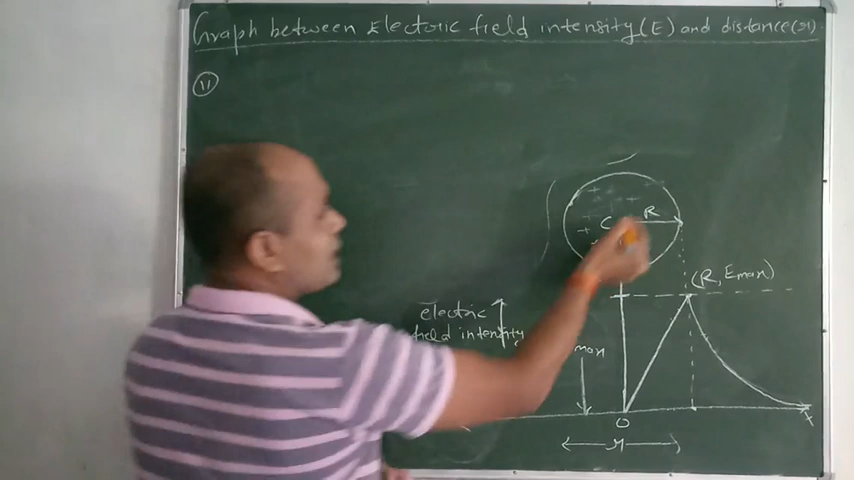 Graph between Electric field intensity(E) and distance(r).
(11)
+ +
C R
+
(R, Emax)
electric
field intensity
max
X
O
r